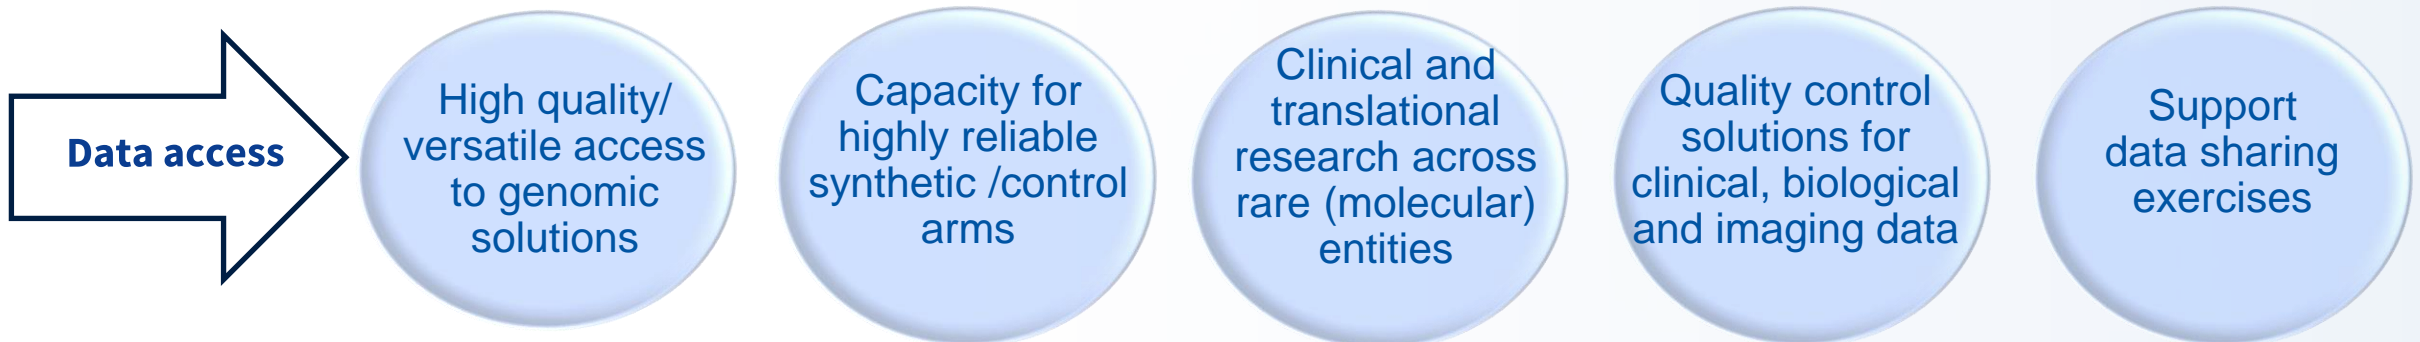 Data access
High quality/
versatile access
to genomic
solutions
Capacity for
highly reliable
synthetic /control
arms
Clinical and
translational
research across
rare (molecular)
entities
Quality control
solutions for
clinical, biological
and imaging data
Support
data sharing
exercises